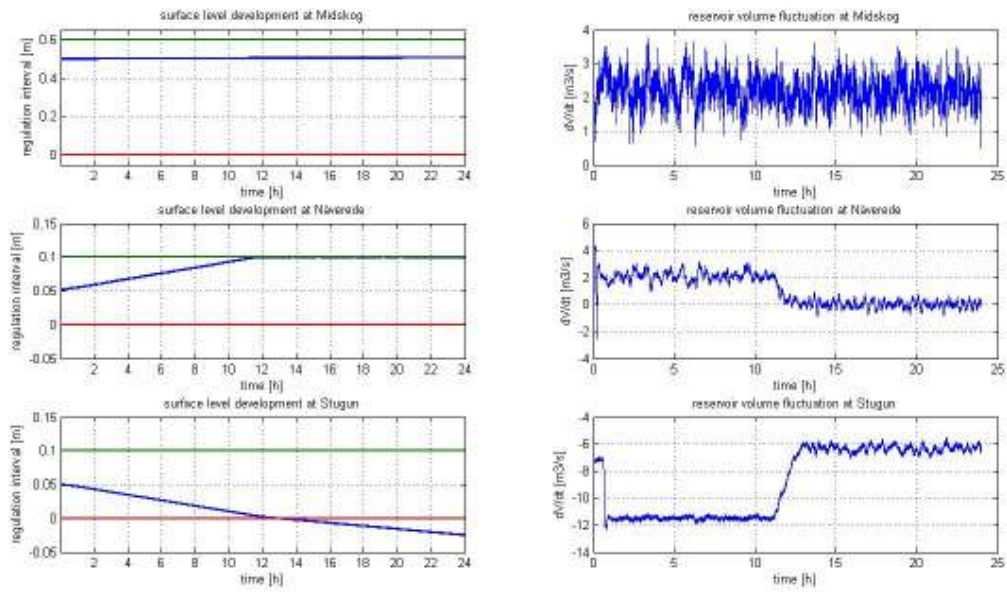 surface level development at Midskog
regulation interval [m]
0.6
0.5
0
2 4 6 8 10 12 14 16 18 20 22 24
time [h]
reservoir volume fluctuation at Midskog
dV/dt [m3/s]
4
3
2
1
0
0 5 10 15 20 25
time [h]
surface level development at Näverede
regulation interval [m]
0.15
0.1
0.05
0
-0.05
2 4 6 8 10 12 14 16 18 20 22 24
time [h]
reservoir volume fluctuation at Näverede
dV/dt [m3/s]
6
4
2
0
-2
-4
0 5 10 15 20 25
time [h]
surface level development at Stugun
regulation interval [m]
0.15
0.1
0.05
0
-0.05
2 4 6 8 10 12 14 16 18 20 22 24
time [h]
reservoir volume fluctuation at Stugun
dV/dt [m3/s]
-4
-6
-8
-10
-12
-14
0 5 10 15 20 25
time [h]